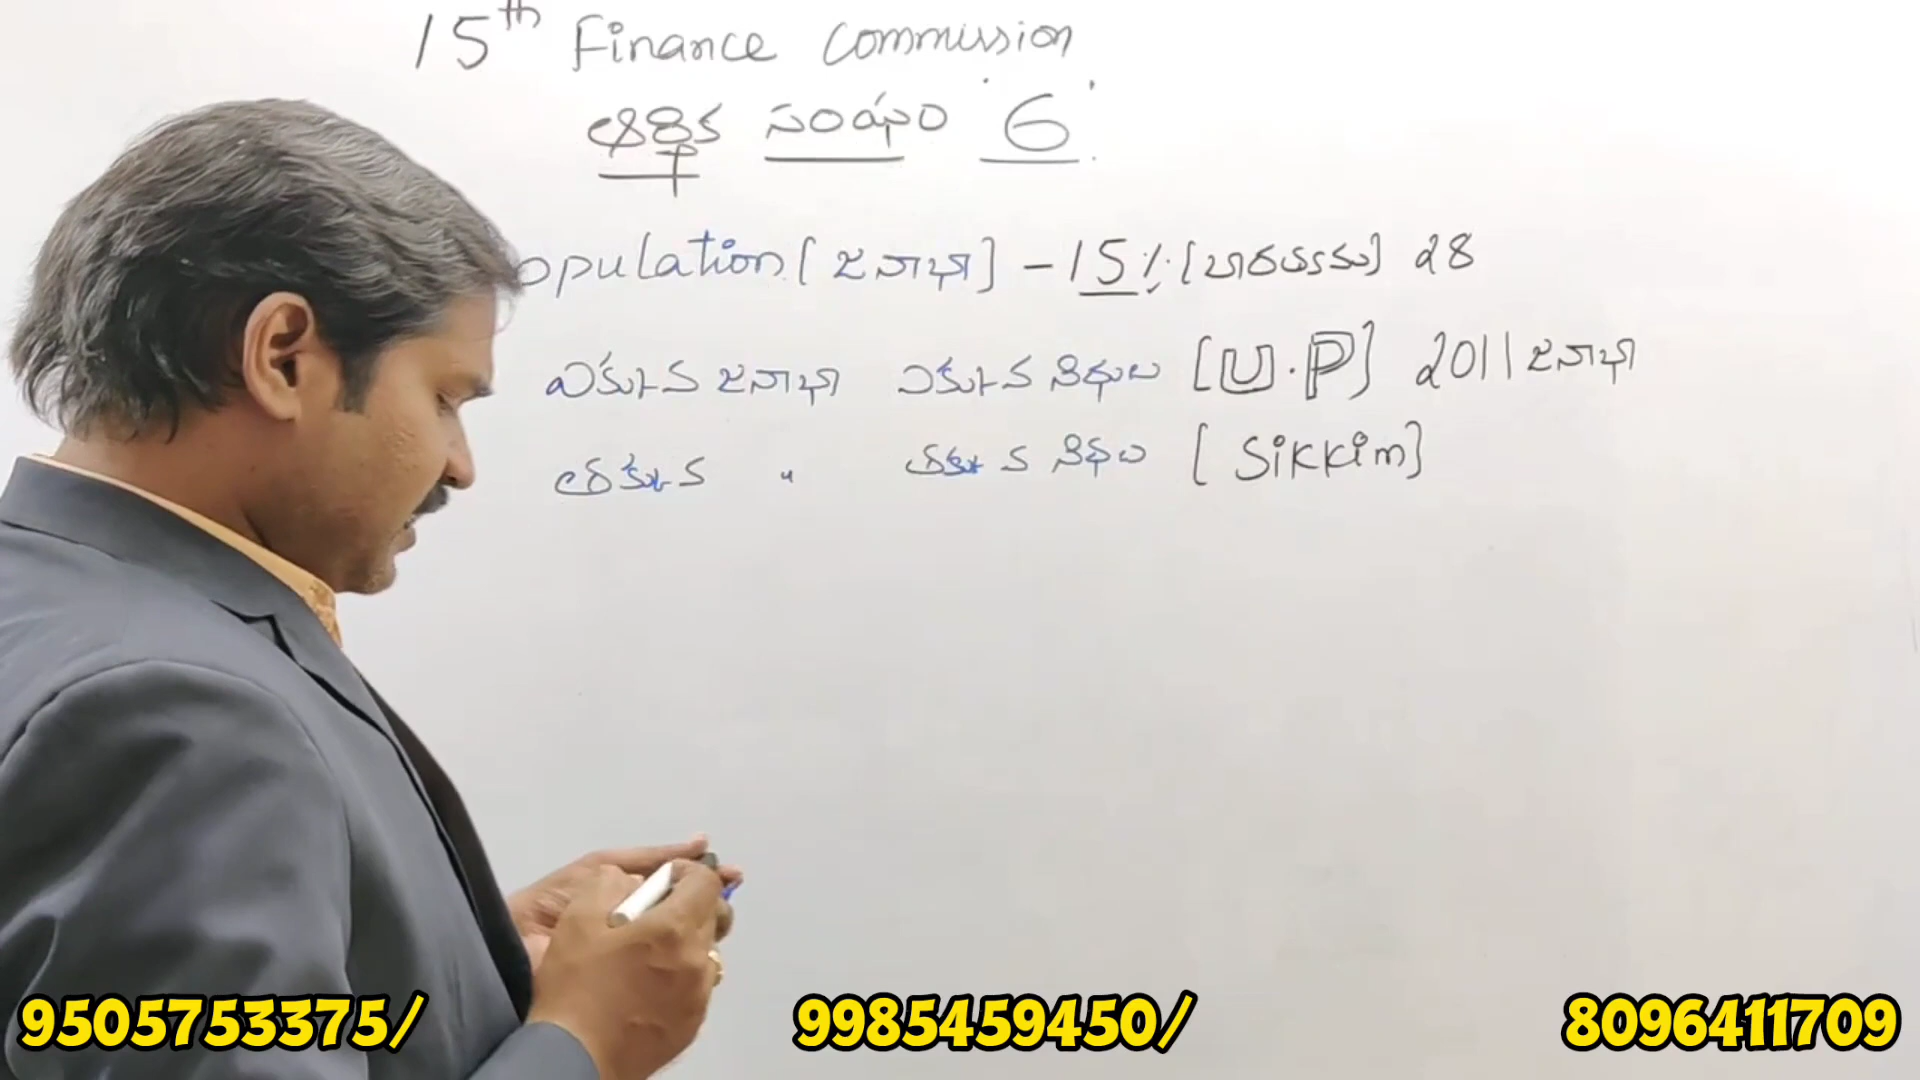 15th Finance Commission
ఆర్థిక సంఘం '6'
opulation [జనాభా] - 15% [భారతదేశం] 28
ఎక్కువ జనాభా ఎక్కువ నిధులు [U.P] 2011 జనాభా
తక్కువ " తక్కువ నిధులు [Sikkim]
9505753375/ 9985459450/ 8096411709